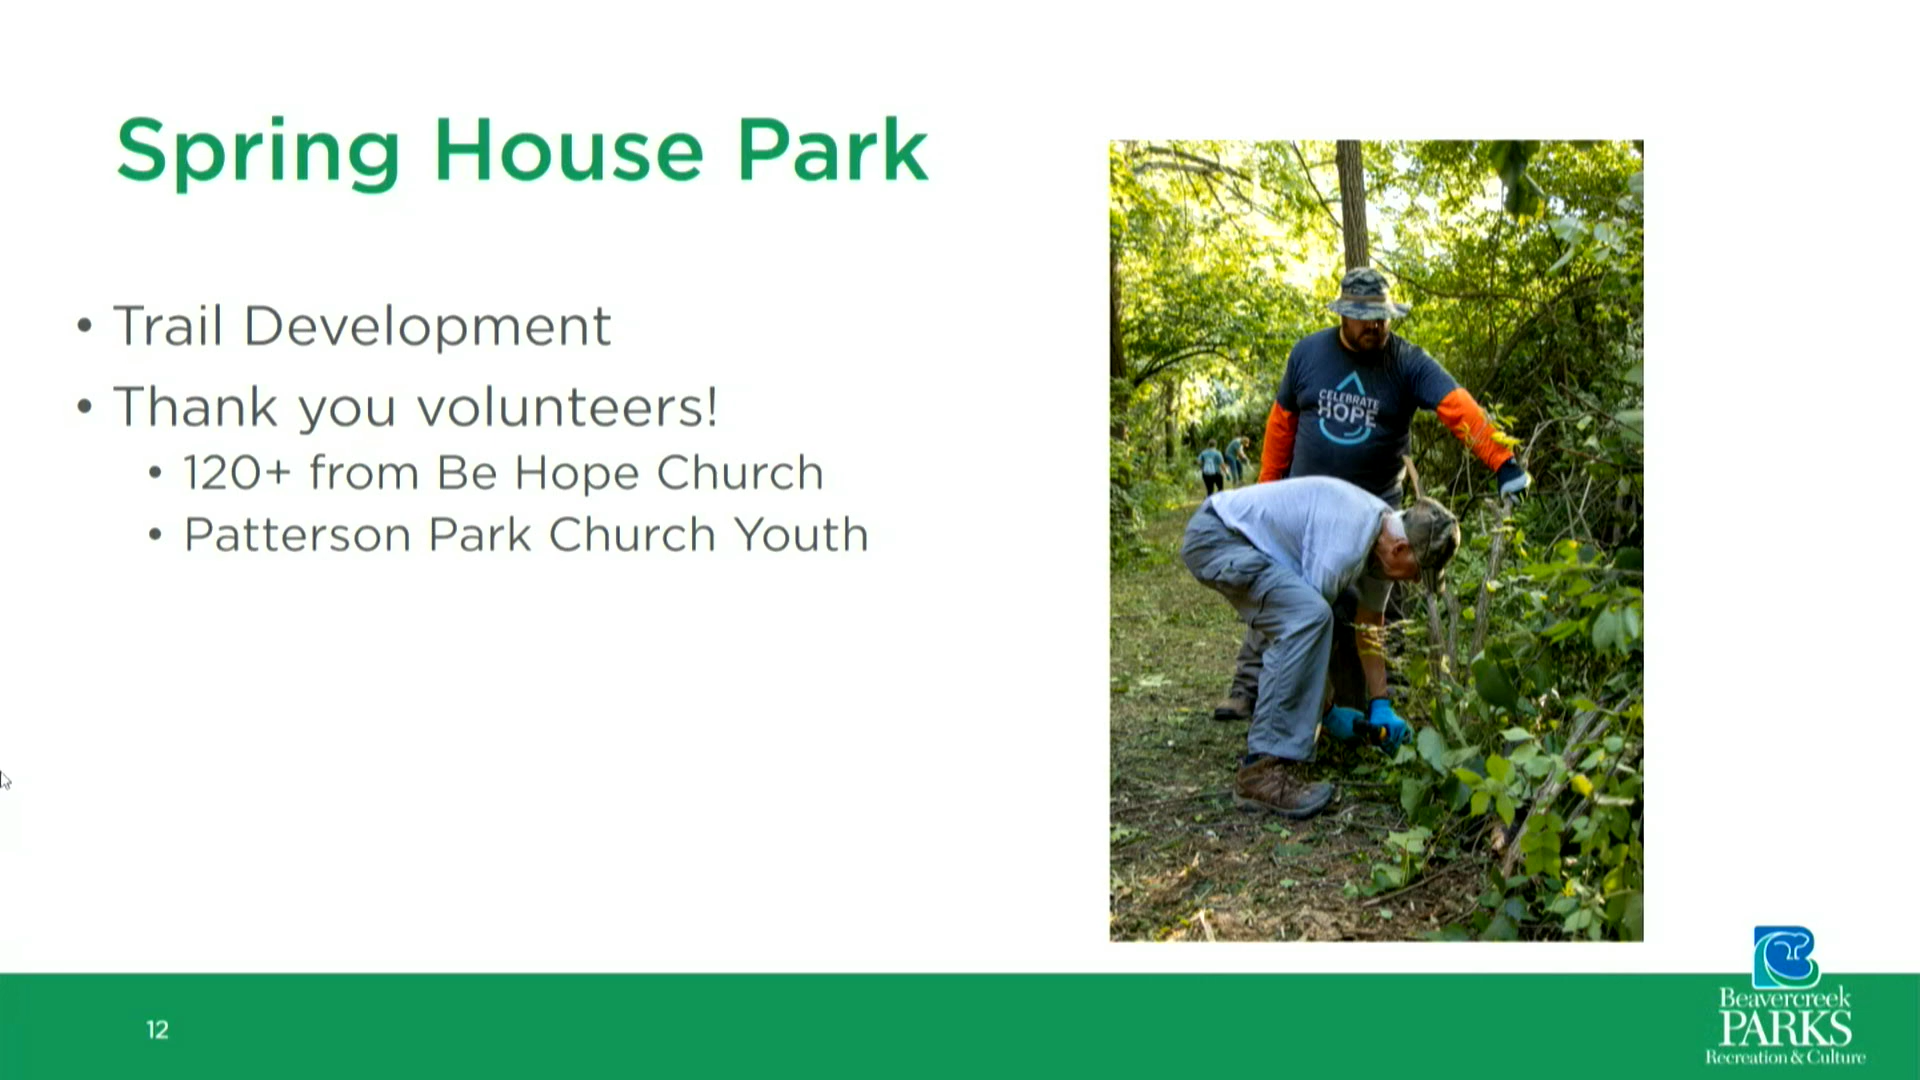 Spring House Park
• Trail Development
• Thank you volunteers!
• 120+ from Be Hope Church
• Patterson Park Church Youth
CELEBRATE
HOPE
12
Beavercreek
PARKS
Recreation & Culture